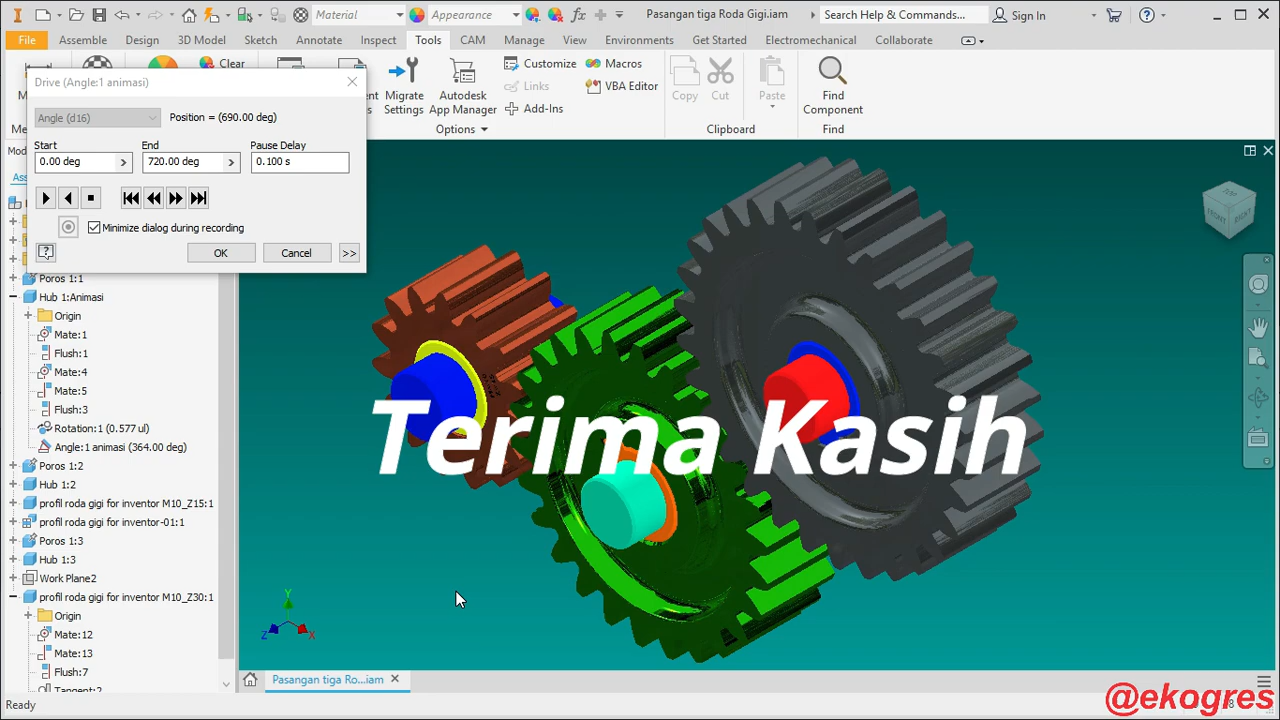 Material
Appearance
Pasangan tiga Roda Gigi.iam
Search Help & Commands...
Sign In
File
Assemble
Design
3D Model
Sketch
Annotate
Inspect
Tools
CAM
Manage
View
Environments
Get Started
Electromechanical
Collaborate
Clear
Migrate
Settings
Autodesk
App Manager
Customize
Links
Add-Ins
Macros
VBA Editor
Options
Copy
Cut
Paste
Clipboard
Find
Component
Find
Drive (Angle:1 animasi)
Angle (d16)
Position = (690.00 deg)
Start
End
Pause Delay
0.00 deg
720.00 deg
0.100 s
Minimize dialog during recording
OK
Cancel
>>
Poros 1:1
Hub 1:Animasi
Origin
Mate:1
Flush:1
Mate:4
Mate:5
Flush:3
Rotation:1 (0.577 ul)
Angle:1 animasi (364.00 deg)
Poros 1:2
Hub 1:2
profil roda gigi for inventor M10_Z15:1
profil roda gigi for inventor-01:1
Poros 1:3
Hub 1:3
Work Plane2
profil roda gigi for inventor M10_Z30:1
Origin
Mate:12
Mate:13
Flush:7
Tangent:2
TOP
FRONT
RIGHT
Terima Kasih
Y
Z
X
Pasangan tiga Ro...iam
Ready
@ekogres